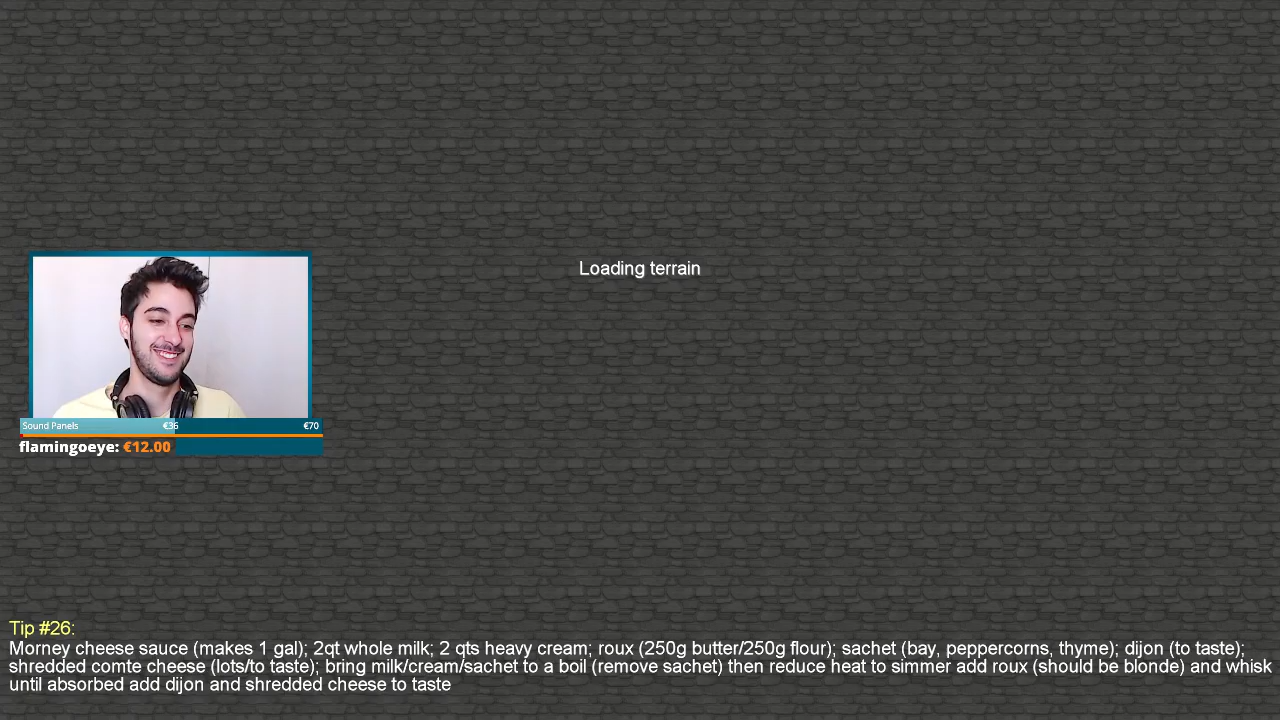 Loading terrain
Sound Panels €36 €70
flamingoeye: €12.00
Tip #26:
Morney cheese sauce (makes 1 gal); 2qt whole milk; 2 qts heavy cream; roux (250g butter/250g flour); sachet (bay, peppercorns, thyme); dijon (to taste);
shredded comte cheese (lots/to taste); bring milk/cream/sachet to a boil (remove sachet) then reduce heat to simmer add roux (should be blonde) and whisk
until absorbed add dijon and shredded cheese to taste